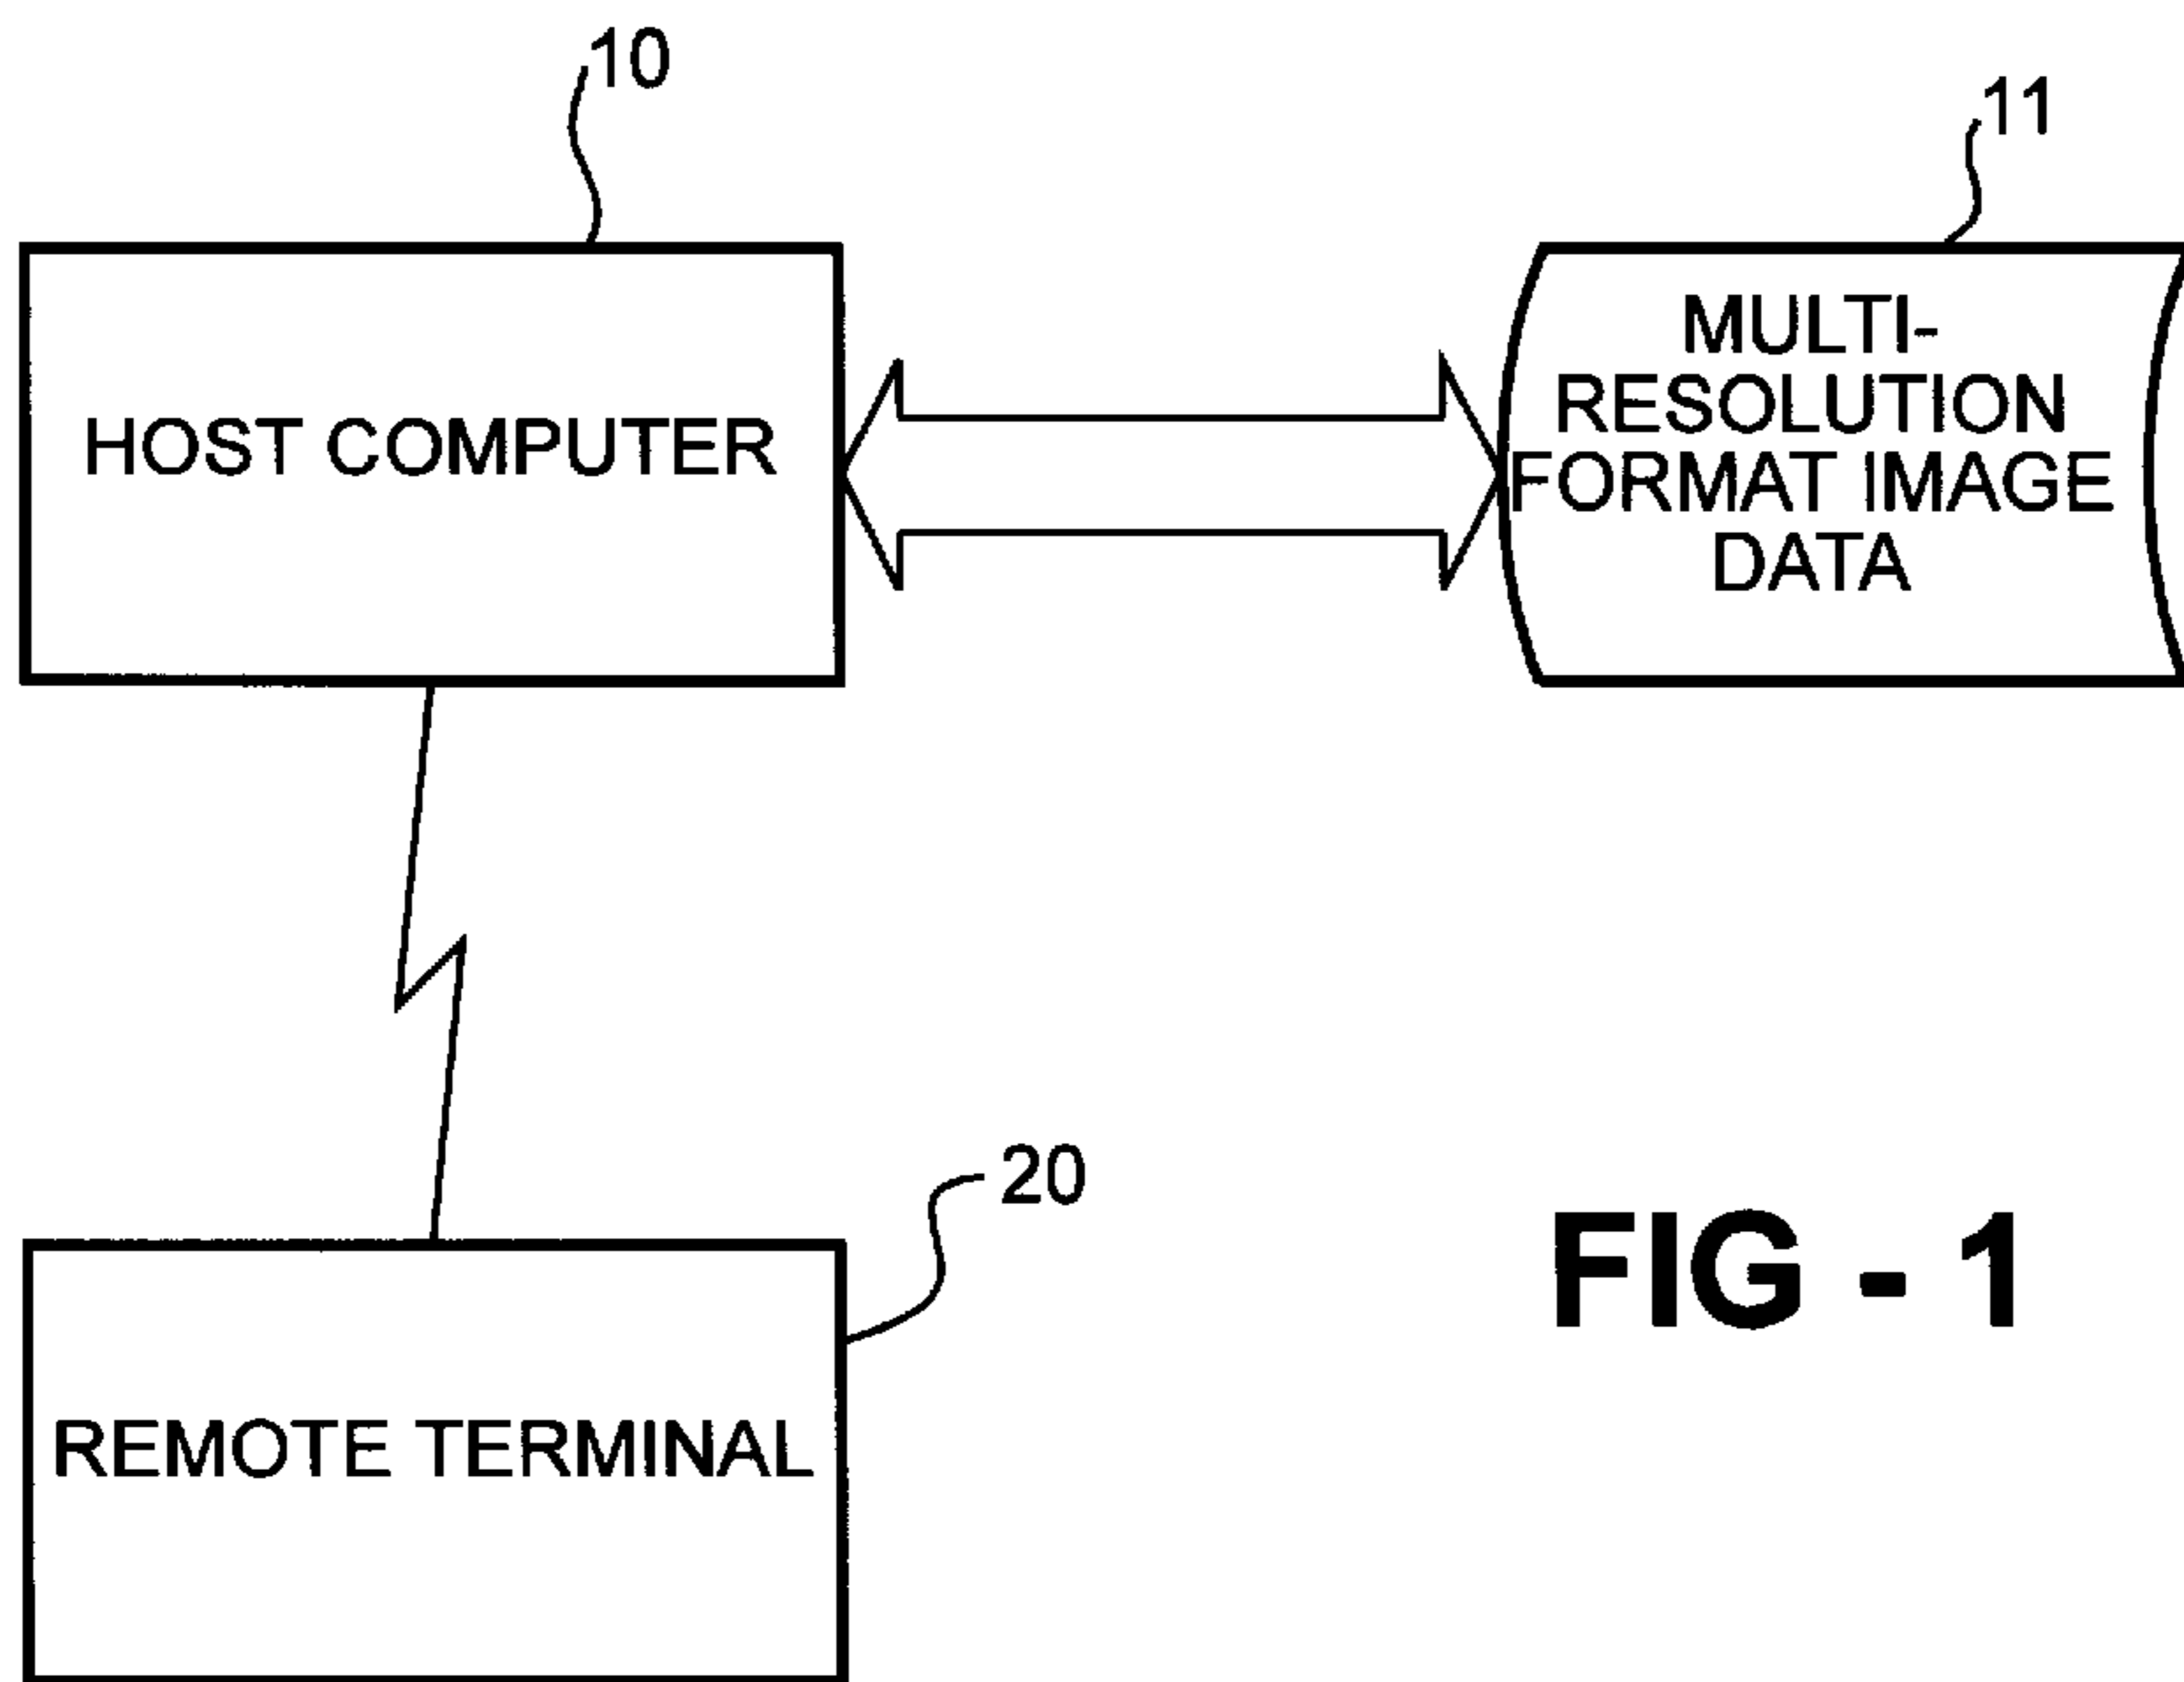 10
11
HOST COMPUTER
MULTI-
RESOLUTION
FORMAT IMAGE
DATA
20
REMOTE TERMINAL
FIG - 1